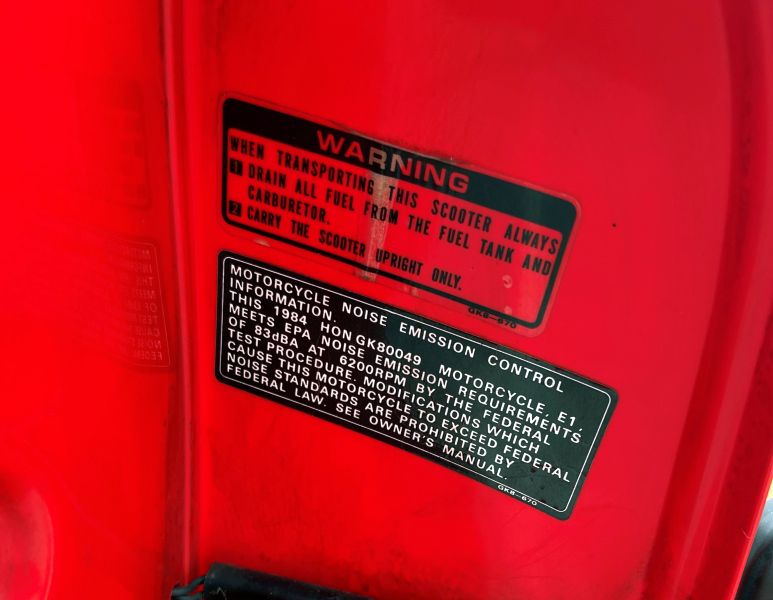 WARNING
WHEN TRANSPORTING THIS SCOOTER ALWAYS
1 DRAIN ALL FUEL FROM THE FUEL TANK AND
CARBURETOR.
2 CARRY THE SCOOTER UPRIGHT ONLY.
GK8-670
MOTORCYCLE NOISE EMISSION CONTROL
INFORMATION.
THIS 1984 HONGK80049 MOTORCYCLE, E1,
MEETS EPA NOISE EMISSION REQUIREMENTS
OF 83dBA AT 6200RPM BY THE FEDERAL
TEST PROCEDURE. MODIFICATIONS WHICH
CAUSE THIS MOTORCYCLE TO EXCEED FEDERAL
NOISE STANDARDS ARE PROHIBITED BY
FEDERAL LAW. SEE OWNER'S MANUAL.
GK8-670